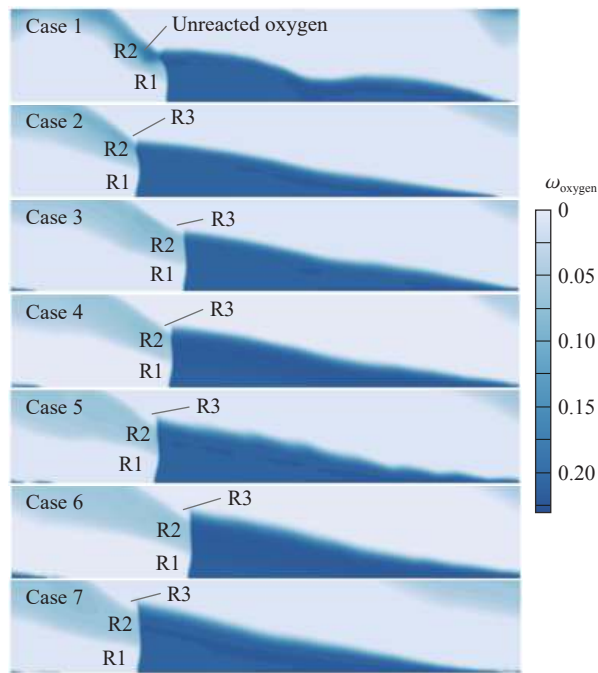 Case 1
Unreacted oxygen
R2
R1
Case 2
R3
R2
R1
Case 3
R3
R2
R1
Case 4
R3
R2
R1
Case 5
R3
R2
R1
Case 6
R3
R2
R1
Case 7
R3
R2
R1
ω_oxygen
0
0.05
0.10
0.15
0.20